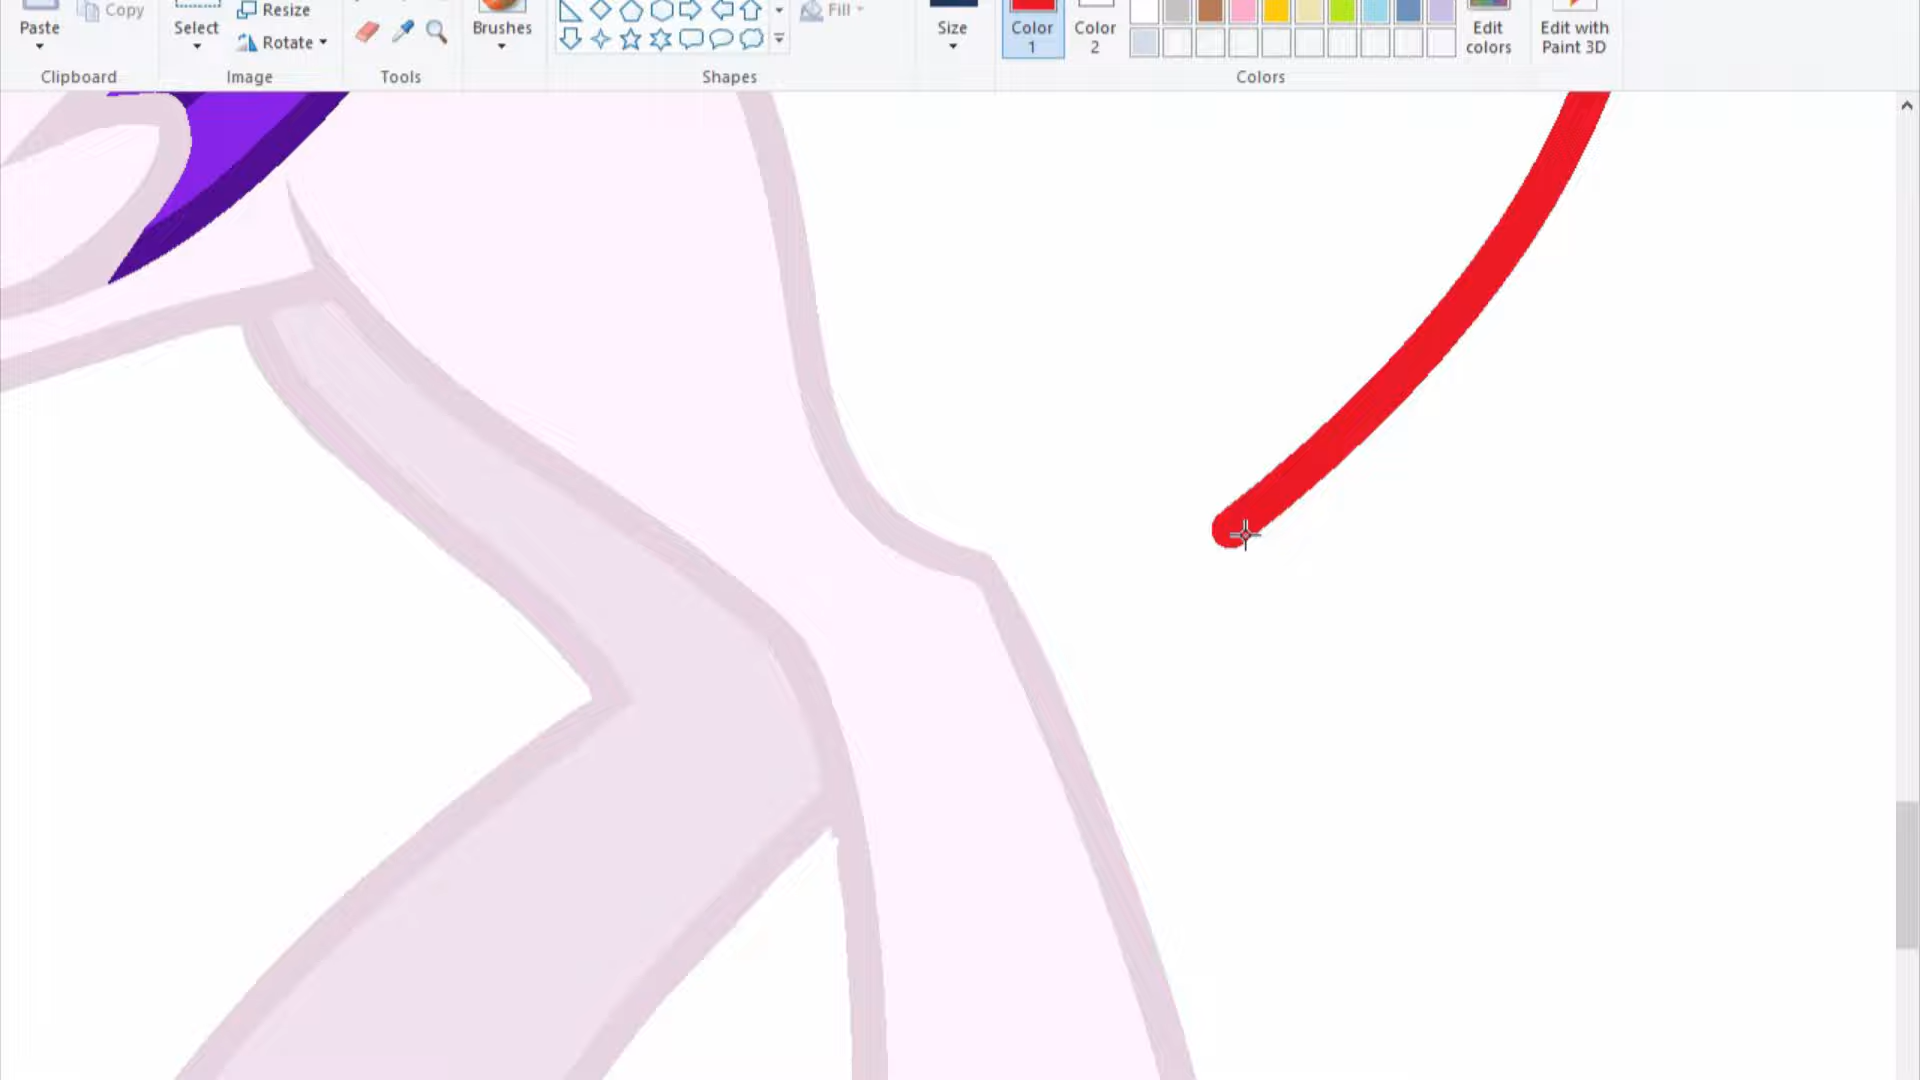 Paste
Copy
Select
Resize
Rotate
Brushes
Fill
Size
Color 1
Color 2
Edit colors
Edit with Paint 3D
Clipboard
Image
Tools
Shapes
Colors